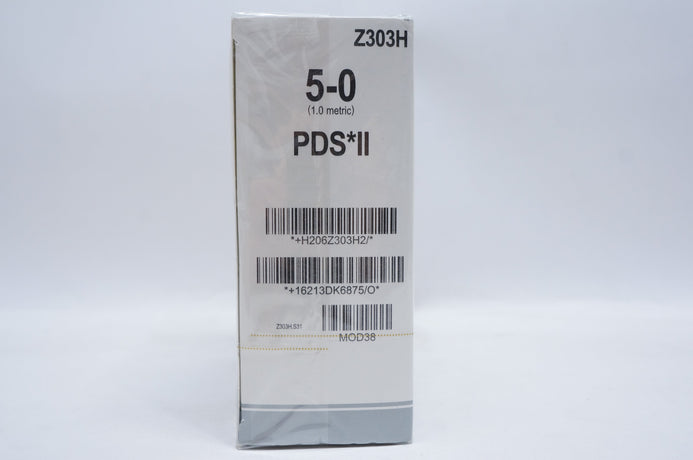 Z303H
5-0
(1.0 metric)
PDS*II
*+H206Z303H2/*
*+16213DK6875/O*
Z303H.S31
MOD38